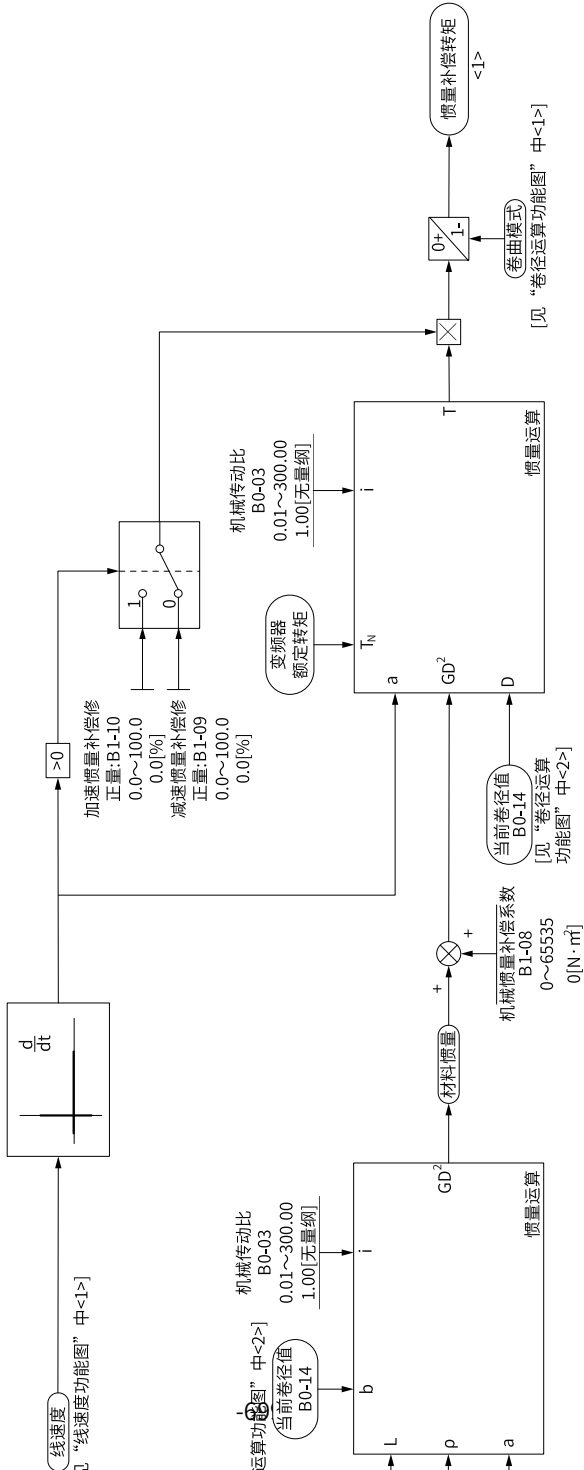 线速度
见 “线速度功能图” 中<1>]
d
dt
>0
加速惯量补偿修
正量:B1-10
0.0～100.0
0.0[%]
减速惯量补偿修
正量:B1-09
0.0～100.0
0.0[%]
1
0
运算功能图” 中<2>]
当前卷径值
B0-14
机械传动比
B0-03
0.01～300.00
1.00[无量纲]
L
ρ
a
b
i
GD²
惯量运算
材料惯量
+
+
机械惯量补偿系数
B1-08
0～65535
0[N·m²]
当前卷径值
B0-14
[见 “卷径运算
功能图” 中<2>]
变频器
额定转矩
机械传动比
B0-03
0.01～300.00
1.00[无量纲]
a
GD²
D
TN
i
T
惯量运算
0+
1-
卷曲模式
[见 “卷径运算功能图” 中<1>]
惯量补偿转矩
<1>